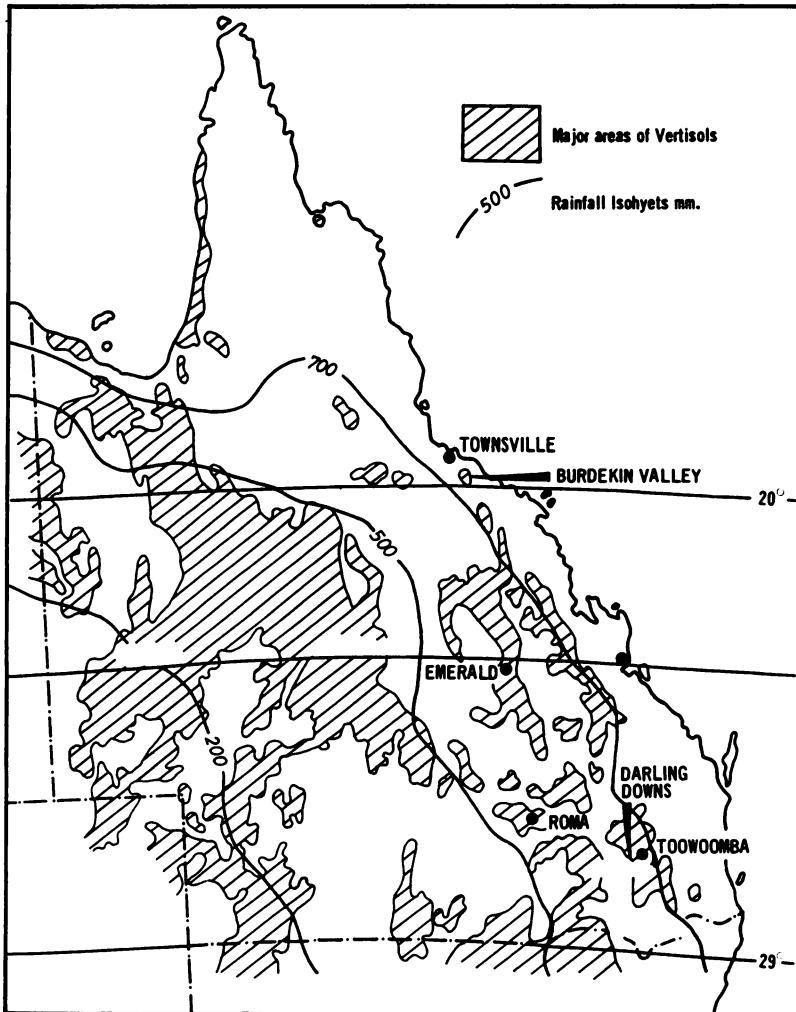 Major areas of Vertisols
500
Rainfall Isohyets mm.
700
TOWNSVILLE
BURDEKIN VALLEY
20°
500
EMERALD
200
DARLING
DOWNS
ROMA
TOOWOOMBA
29°